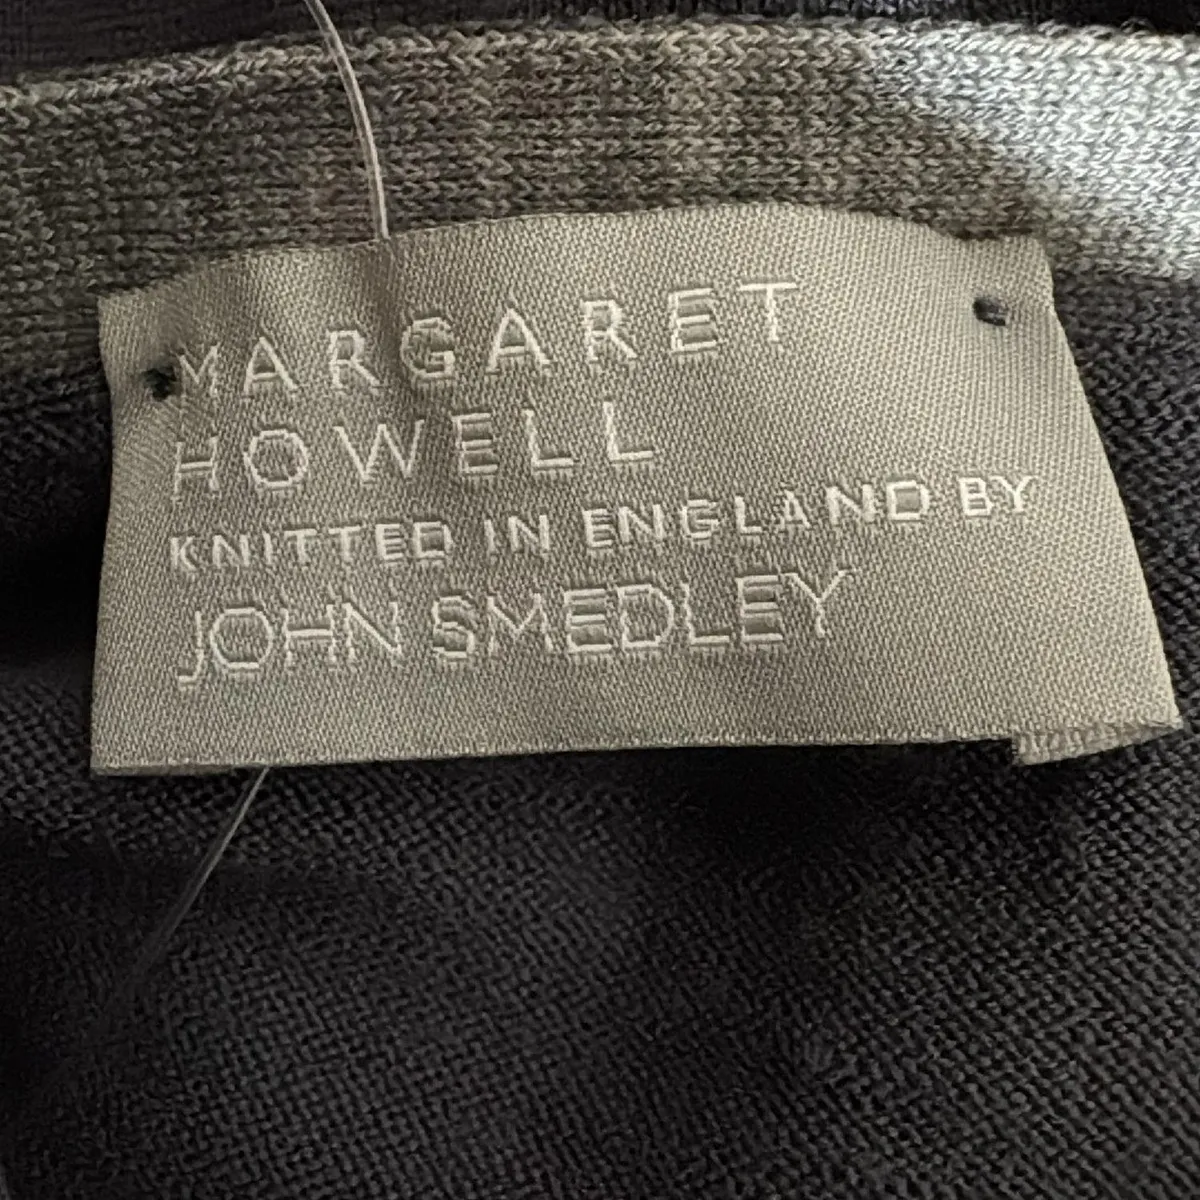 MARGARET
HOWELL
KNITTED IN ENGLAND BY
JOHN SMEDLEY